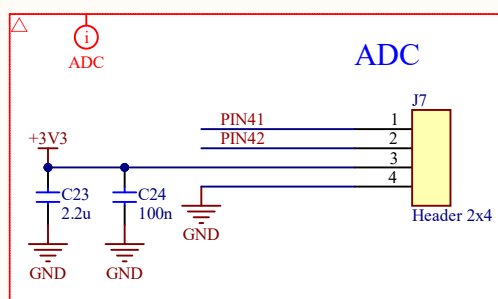 i
ADC
ADC
J7
PIN41
1
PIN42
2
+3V3
3
4
C23
2.2u
C24
100n
GND
Header 2x4
GND
GND